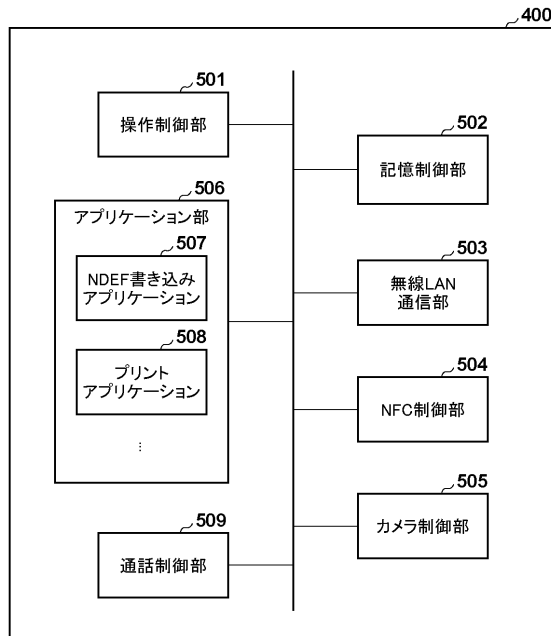 400
501
操作制御部
502
記憶制御部
506
アプリケーション部
507
NDEF書き込み
アプリケーション
503
無線LAN
通信部
508
プリント
アプリケーション
504
NFC制御部
⋮
505
カメラ制御部
509
通話制御部